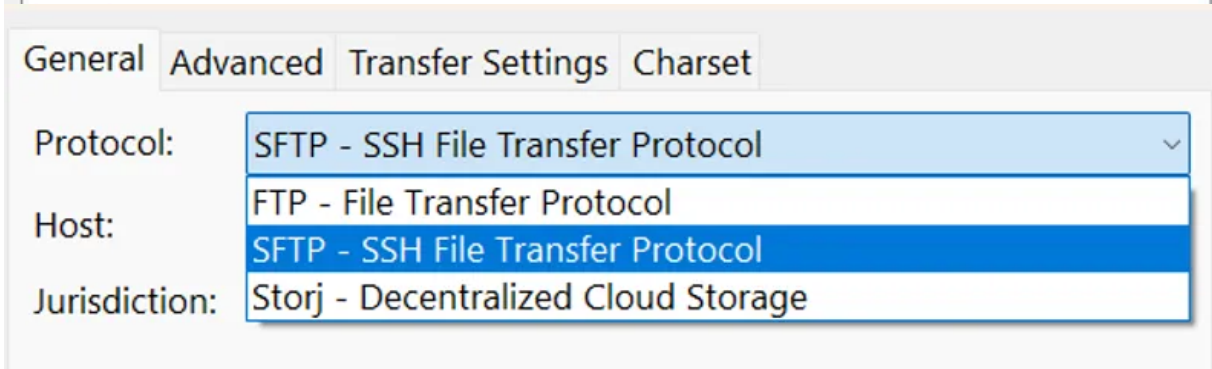 General Advanced Transfer Settings Charset
Protocol: SFTP - SSH File Transfer Protocol
FTP - File Transfer Protocol
Host:
SFTP - SSH File Transfer Protocol
Jurisdiction: Storj - Decentralized Cloud Storage